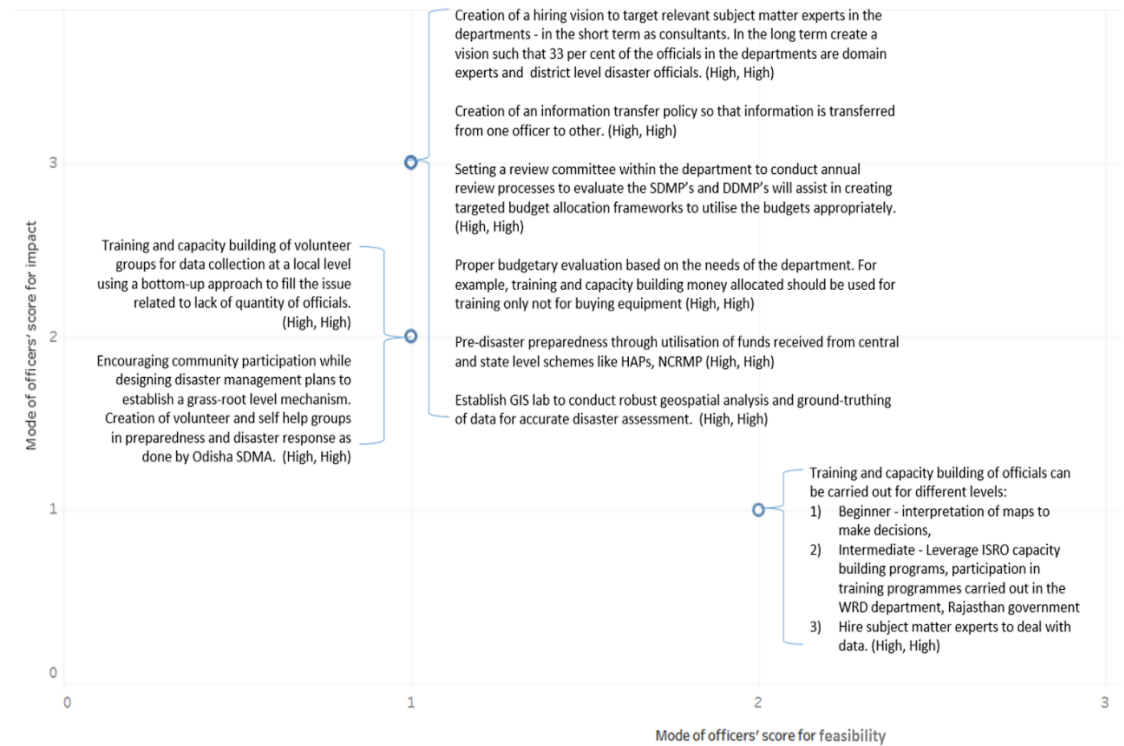 Creation of a hiring vision to target relevant subject matter experts in the
departments - in the short term as consultants. In the long term create a
vision such that 33 per cent of the officials in the departments are domain
experts and district level disaster officials. (High, High)
Creation of an information transfer policy so that information is transferred
from one officer to other. (High, High)
Setting a review committee within the department to conduct annual
review processes to evaluate the SDMP's and DDMP's will assist in creating
targeted budget allocation frameworks to utilise the budgets appropriately.
(High, High)
Proper budgetary evaluation based on the needs of the department. For
example, training and capacity building money allocated should be used for
training only not for buying equipment (High, High)
Pre-disaster preparedness through utilisation of funds received from central
and state level schemes like HAPs, NCRMP (High, High)
Establish GIS lab to conduct robust geospatial analysis and ground-truthing
of data for accurate disaster assessment. (High, High)
Training and capacity building of volunteer
groups for data collection at a local level
using a bottom-up approach to fill the issue
related to lack of quantity of officials.
(High, High)
Encouraging community participation while
designing disaster management plans to
establish a grass-root level mechanism.
Creation of volunteer and self help groups
in preparedness and disaster response as
done by Odisha SDMA. (High, High)
Training and capacity building of officials can
be carried out for different levels:
1) Beginner - interpretation of maps to
make decisions,
2) Intermediate - Leverage ISRO capacity
building programs, participation in
training programmes carried out in the
WRD department, Rajasthan government
3) Hire subject matter experts to deal with
data. (High, High)
Mode of officers' score for impact
3
2
1
0
0
1
2
3
Mode of officers' score for feasibility